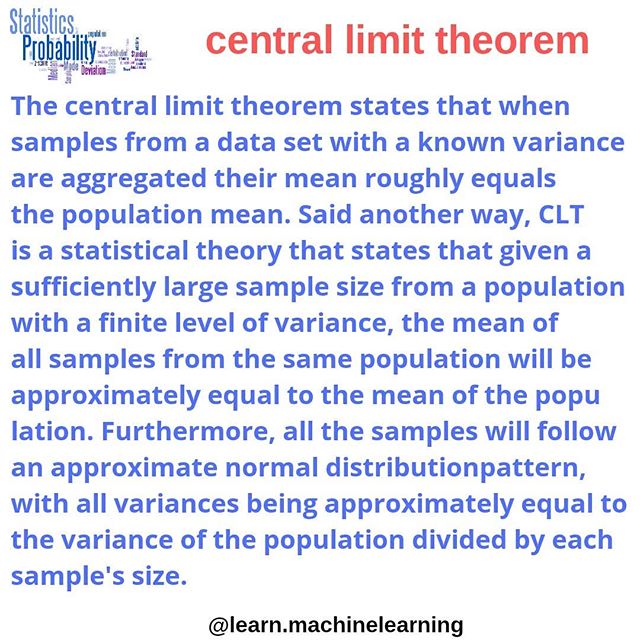 Statistics
Probability
central limit theorem
Standard
Deviation
Mode
The central limit theorem states that when
samples from a data set with a known variance
are aggregated their mean roughly equals
the population mean. Said another way, CLT
is a statistical theory that states that given a
sufficiently large sample size from a population
with a finite level of variance, the mean of
all samples from the same population will be
approximately equal to the mean of the popu
lation. Furthermore, all the samples will follow
an approximate normal distributionpattern,
with all variances being approximately equal to
the variance of the population divided by each
sample's size.
@learn.machinelearning